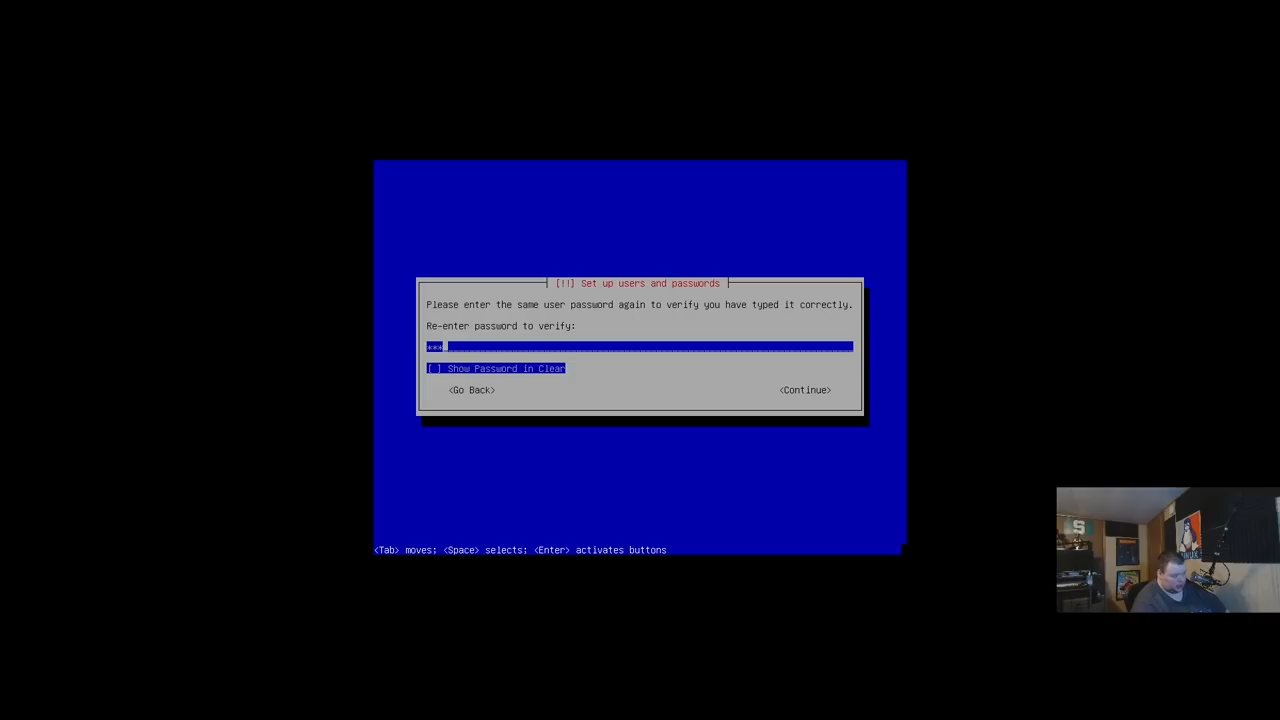 [!!] Set up users and passwords
Please enter the same user password again to verify you have typed it correctly.
Re-enter password to verify:
***
[ ] Show Password in Clear
<Go Back> <Continue>
<Tab> moves; <Space> selects; <Enter> activates buttons
S